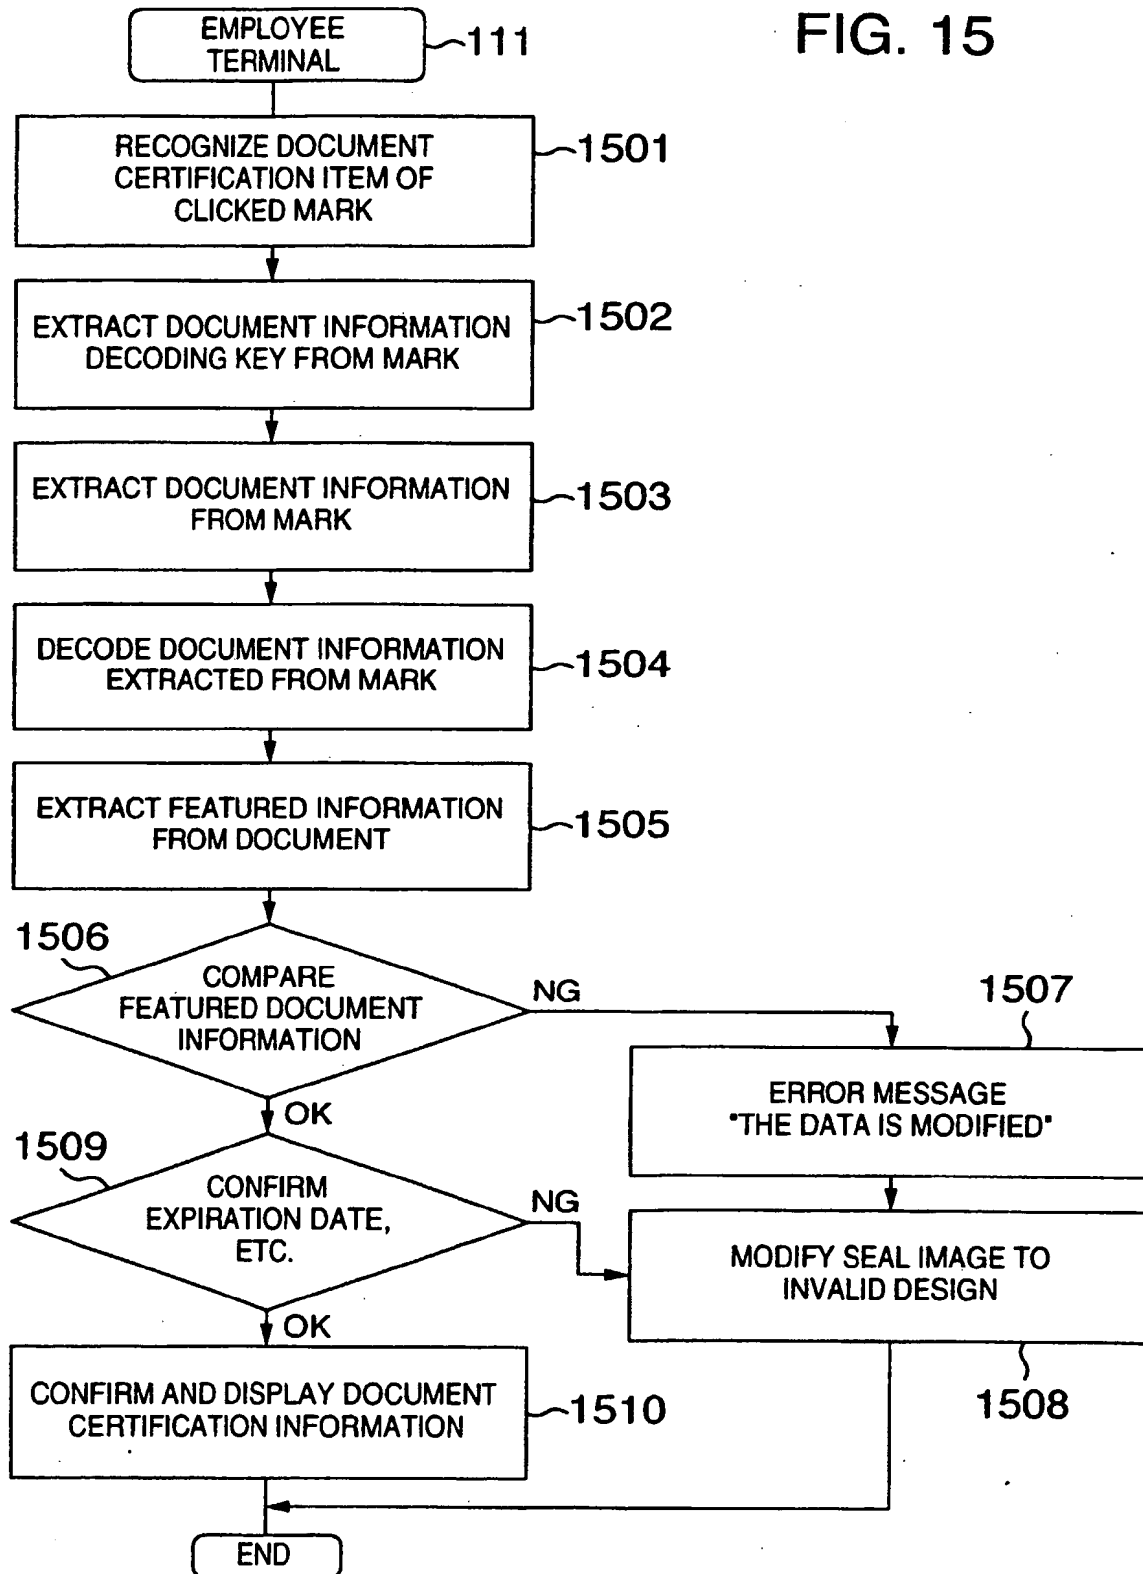 FIG. 15
EMPLOYEE
TERMINAL
111
RECOGNIZE DOCUMENT
CERTIFICATION ITEM OF
CLICKED MARK
1501
EXTRACT DOCUMENT INFORMATION
DECODING KEY FROM MARK
1502
EXTRACT DOCUMENT INFORMATION
FROM MARK
1503
DECODE DOCUMENT INFORMATION
EXTRACTED FROM MARK
1504
EXTRACT FEATURED INFORMATION
FROM DOCUMENT
1505
1506
COMPARE
FEATURED DOCUMENT
INFORMATION
NG
OK
1507
ERROR MESSAGE
"THE DATA IS MODIFIED"
1509
CONFIRM
EXPIRATION DATE,
ETC.
NG
OK
MODIFY SEAL IMAGE TO
INVALID DESIGN
1508
CONFIRM AND DISPLAY DOCUMENT
CERTIFICATION INFORMATION
1510
END